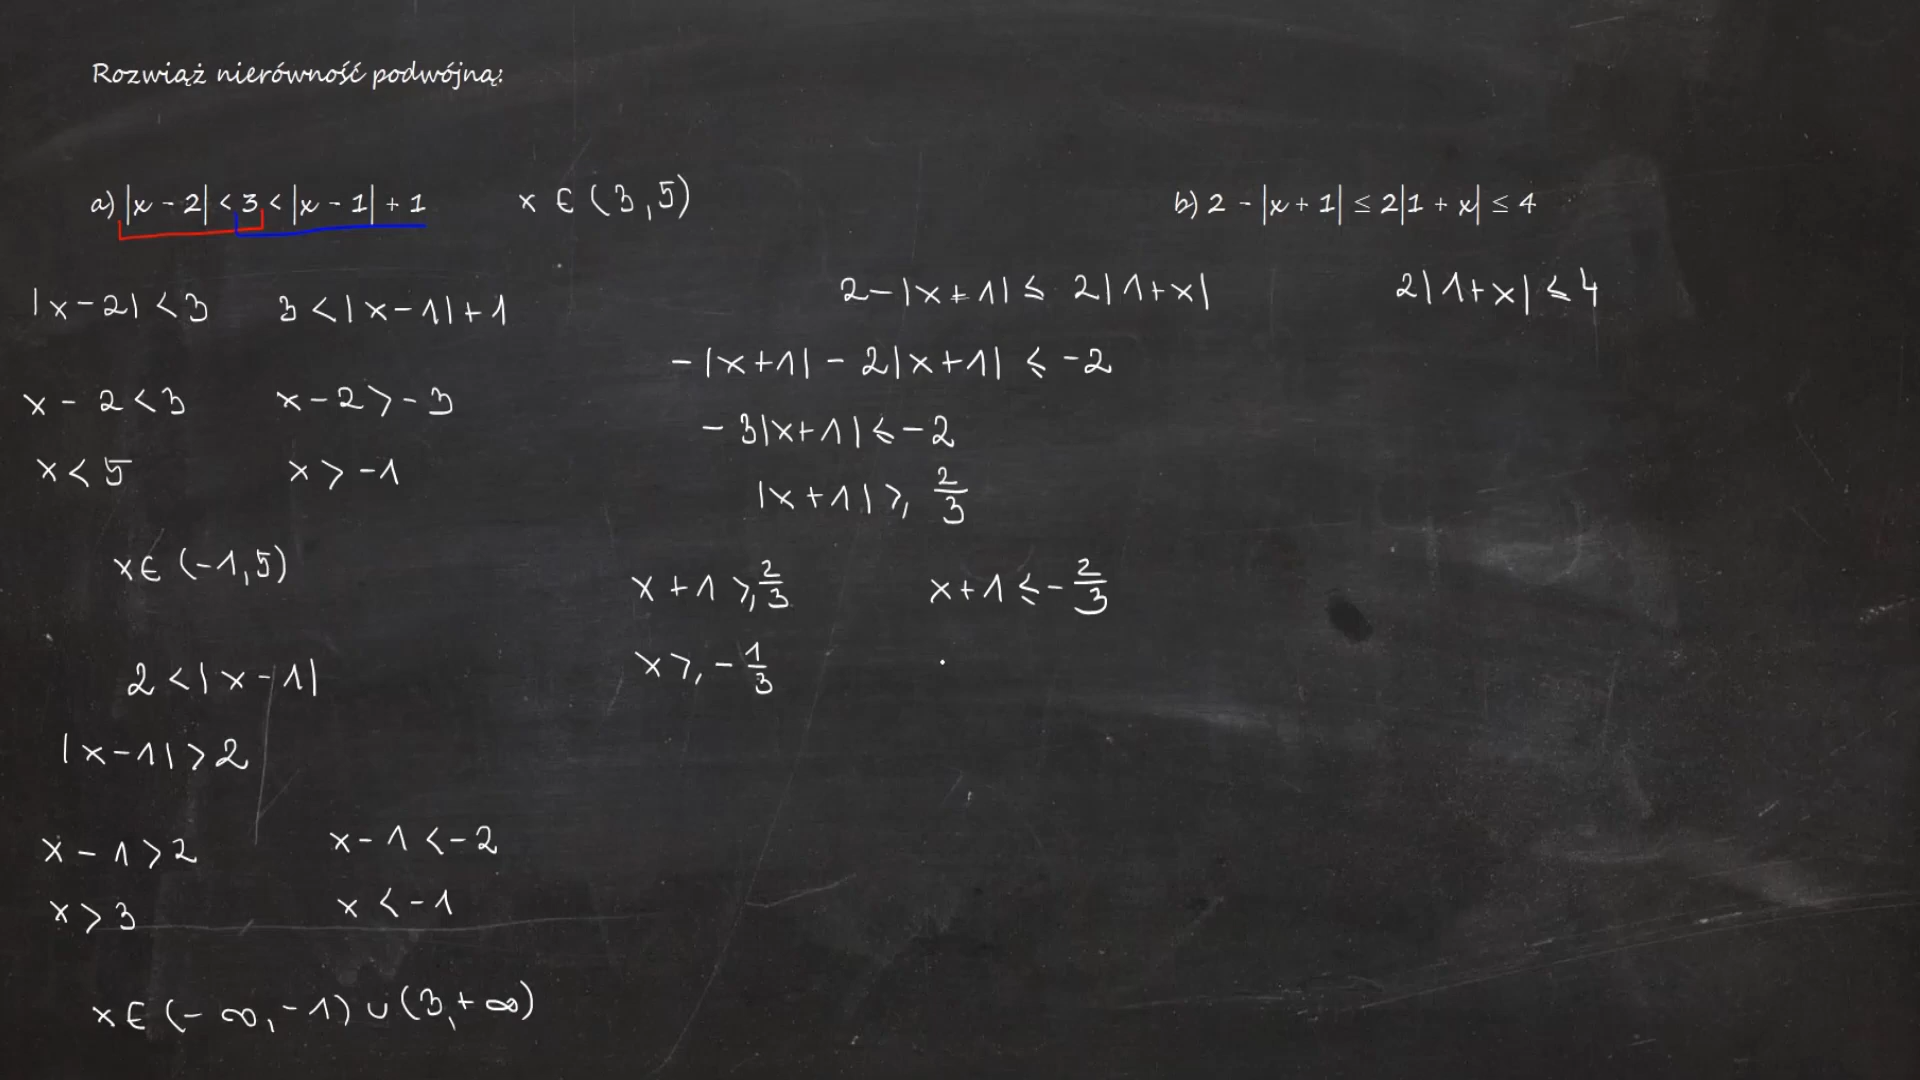 Rozwiąż nierówność podwójną:
a) |x - 2| < 3 < |x - 1| + 1
x ∈ (3,5)
|x-2| < 3
3 < |x-1| + 1
x - 2 < 3
x - 2 > -3
x < 5
x > -1
x ∈ (-1,5)
2 < |x-1|
|x-1| > 2
x - 1 > 2
x - 1 < -2
x > 3
x < -1
x ∈ (-∞,-1) ∪ (3,+∞)
b) 2 - |x + 1| ≤ 2|1 + x| ≤ 4
2 - |x+1| ≤ 2|1+x|
2|1+x| ≤ 4
-|x+1| - 2|x+1| ≤ -2
-3|x+1| ≤ -2
|x+1| ≥ 2/3
x + 1 ≥ 2/3
x + 1 ≤ -2/3
x ≥ -1/3